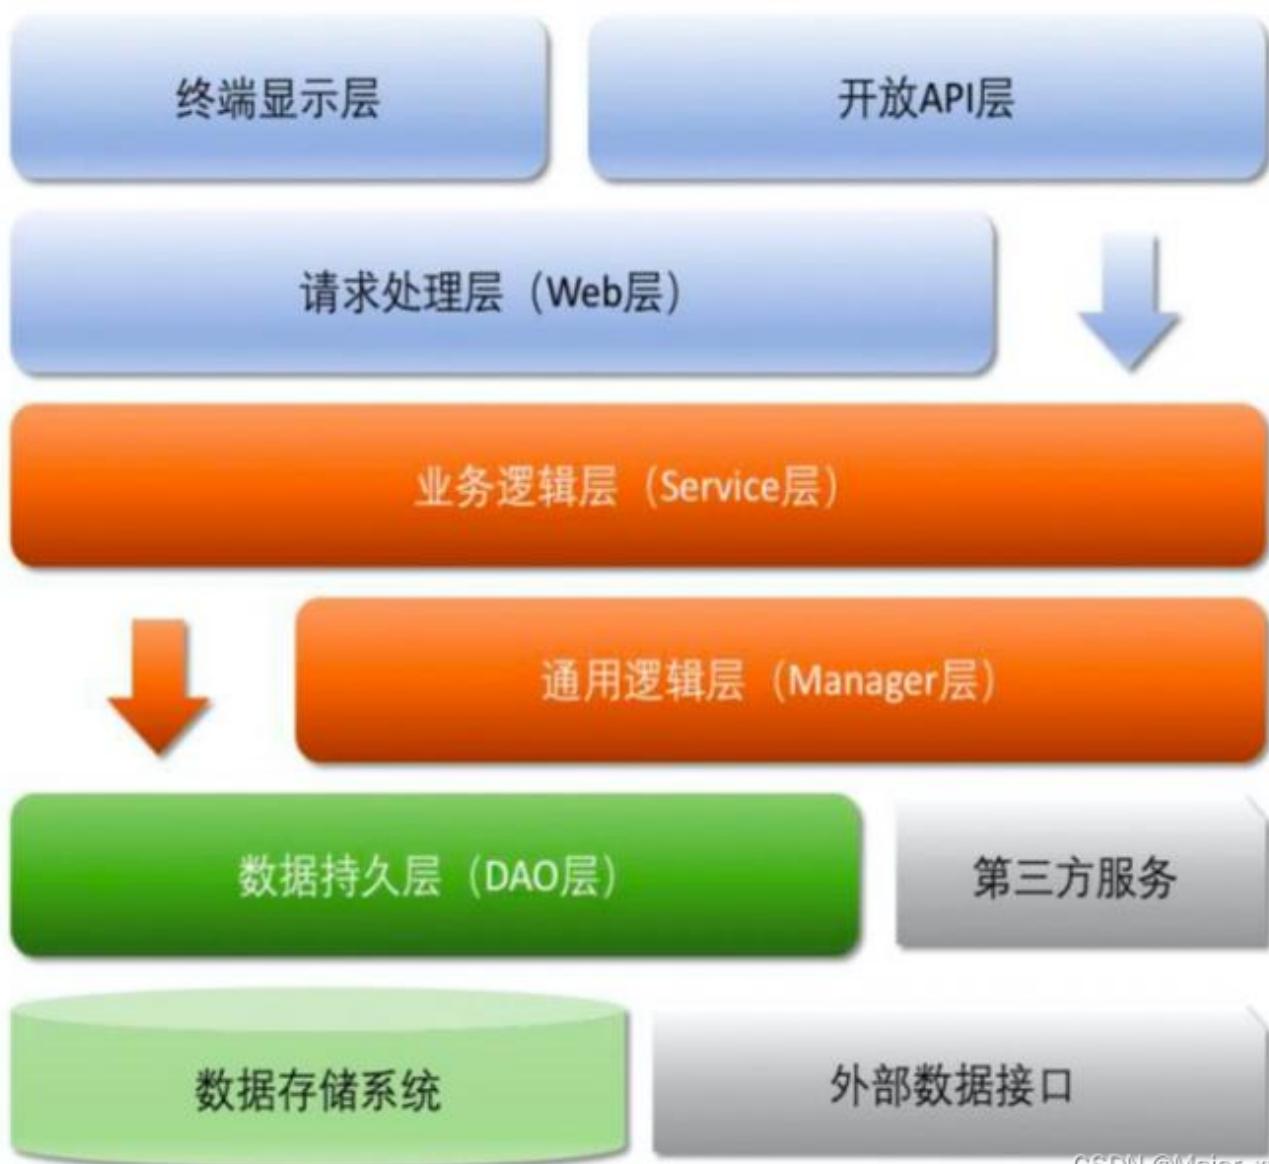 终端显示层
开放API层
请求处理层（Web层）
业务逻辑层（Service层）
通用逻辑层（Manager层）
数据持久层（DAO层）
第三方服务
数据存储系统
外部数据接口